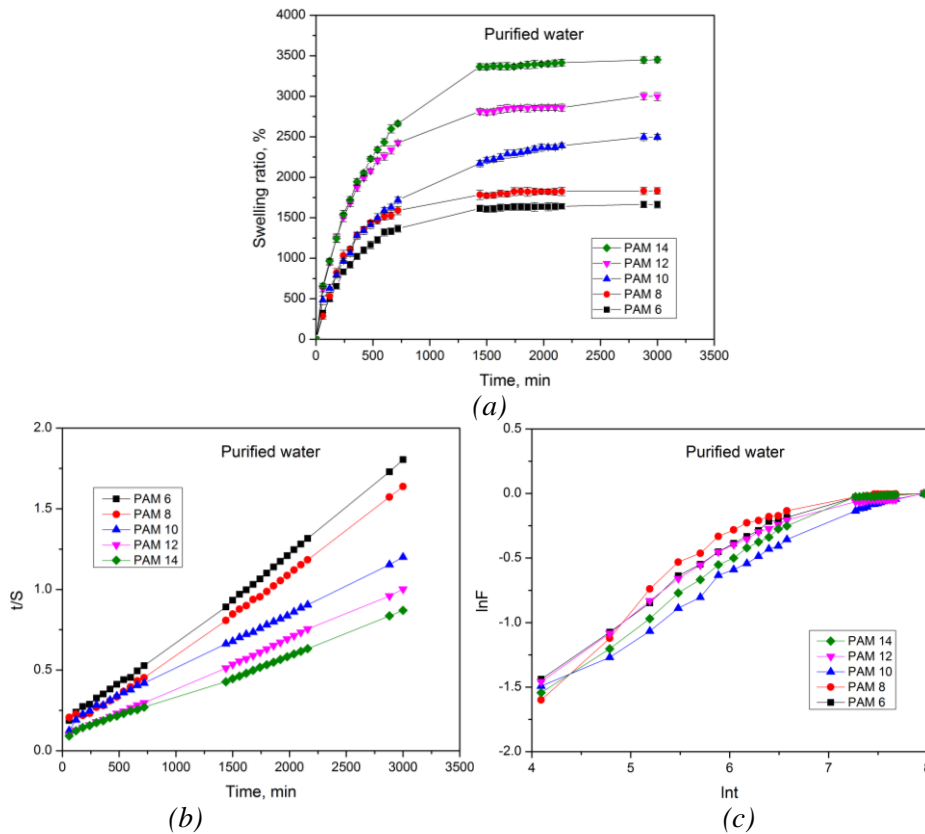 Purified water
4000
3500
3000
2500
2000
1500
1000
500
0
Swelling ratio, %
PAM 14
PAM 12
PAM 10
PAM 8
PAM 6
0 500 1000 1500 2000 2500 3000 3500
Time, min
(a)
Purified water
2.0
1.5
1.0
0.5
0.0
t/S
PAM 6
PAM 8
PAM 10
PAM 12
PAM 14
0 500 1000 1500 2000 2500 3000 3500
Time, min
(b)
Purified water
0.5
0.0
-0.5
-1.0
-1.5
-2.0
lnF
PAM 14
PAM 12
PAM 10
PAM 8
PAM 6
4 5 6 7 8
lnt
(c)